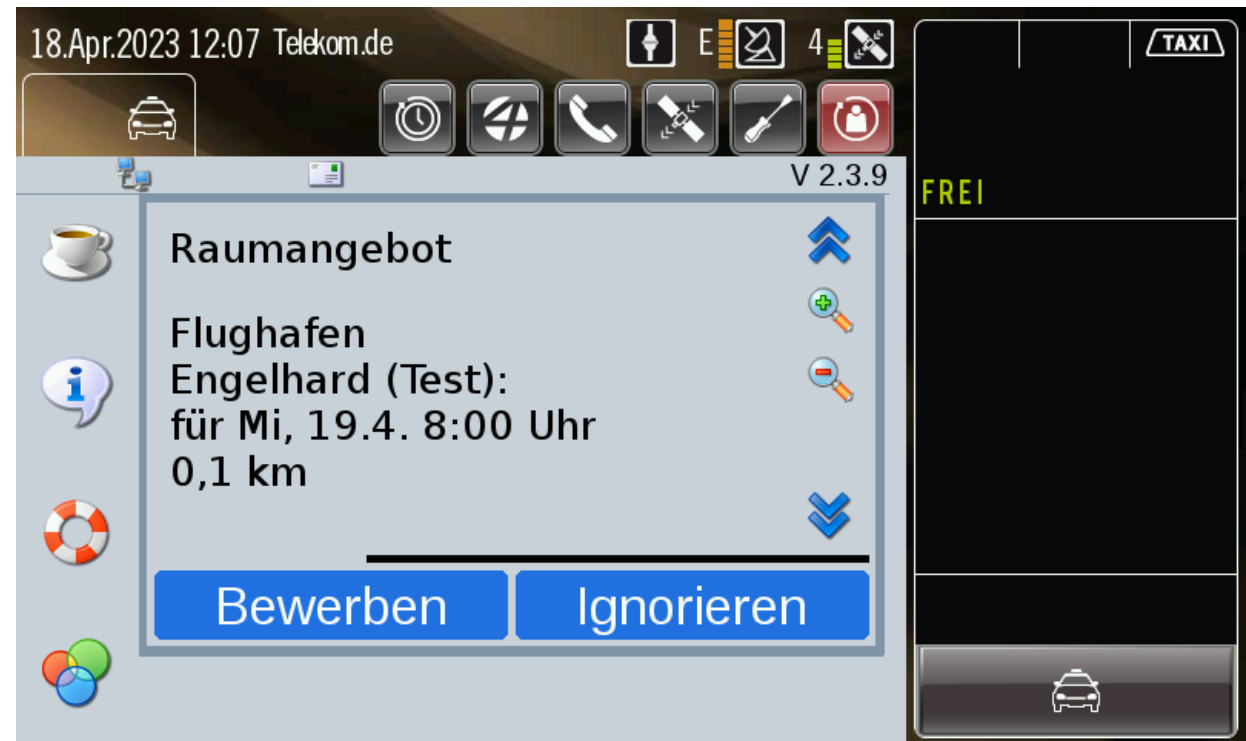 18.Apr.2023 12:07 Telekom.de
E
4
TAXI
V 2.3.9
FREI
Raumangebot
Flughafen
Engelhard (Test):
für Mi, 19.4. 8:00 Uhr
0,1 km
Bewerben
Ignorieren